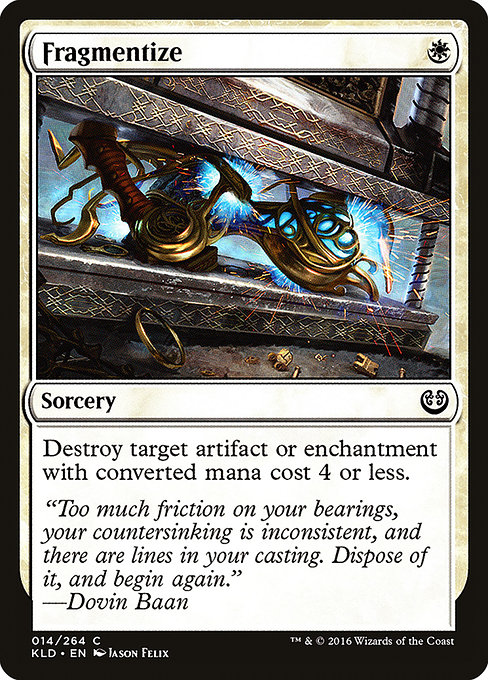 Fragmentize
Sorcery
Destroy target artifact or enchantment
with converted mana cost 4 or less.
“Too much friction on your bearings,
your countersinking is inconsistent, and
there are lines in your casting. Dispose of
it, and begin again.”
—Dovin Baan
014/264 C
KLD • EN Jason Felix
™ & © 2016 Wizards of the Coast